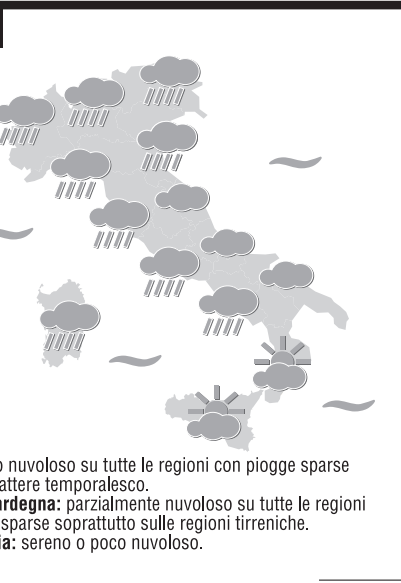 o nuvoloso su tutte le regioni con piogge sparse
attere temporalesco.
ardegna: parzialmente nuvoloso su tutte le regioni
sparse soprattutto sulle regioni tirreniche.
ia: sereno o poco nuvoloso.